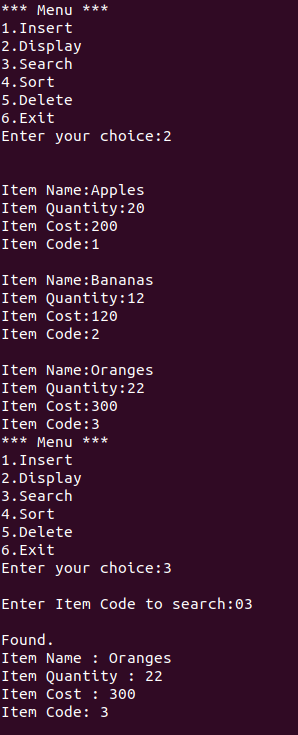 *** Menu ***
1.Insert
2.Display
3.Search
4.Sort
5.Delete
6.Exit
Enter your choice:2
Item Name:Apples
Item Quantity:20
Item Cost:200
Item Code:1
Item Name:Bananas
Item Quantity:12
Item Cost:120
Item Code:2
Item Name:Oranges
Item Quantity:22
Item Cost:300
Item Code:3
*** Menu ***
1.Insert
2.Display
3.Search
4.Sort
5.Delete
6.Exit
Enter your choice:3
Enter Item Code to search:03
Found.
Item Name : Oranges
Item Quantity : 22
Item Cost : 300
Item Code: 3